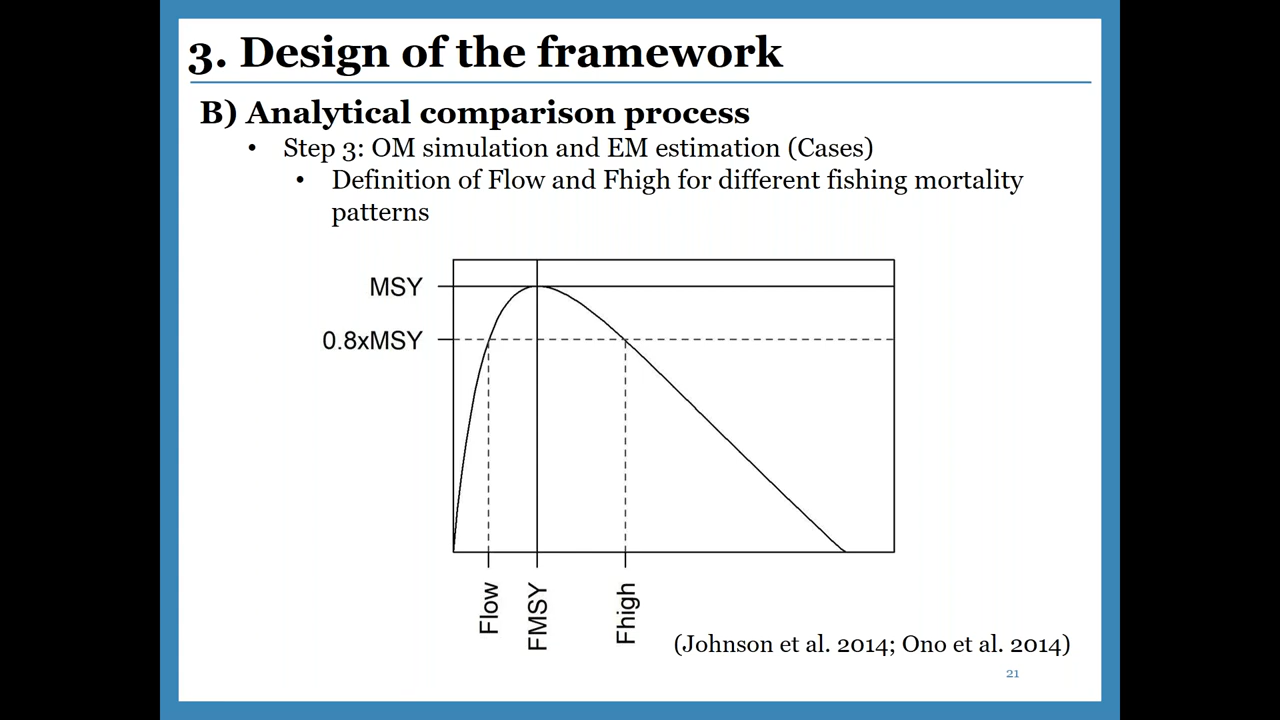 3. Design of the framework
B) Analytical comparison process
• Step 3: OM simulation and EM estimation (Cases)
• Definition of Flow and Fhigh for different fishing mortality
patterns
MSY
0.8xMSY
Flow
FMSY
Fhigh
(Johnson et al. 2014; Ono et al. 2014)
21